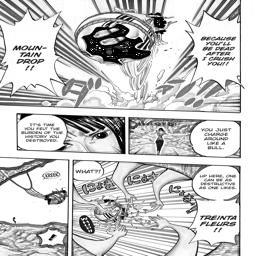 BECAUSE
YOU'LL
BE DEAD
AFTER
I CRUSH
YOU!!
MOUN-
TAIN
DROP
!!
YOU JUST
CHARGE
AROUND
LIKE A
BULL.
IT'S TIME
YOU FELT THE
BURDEN OF THE
HISTORY YOU
DESTROYED.
UP HERE, ONE
CAN BE AS
DESTRUCTIVE
AS ONE LIKES.
TREINTA
FLEURS
!!
WHAT?!